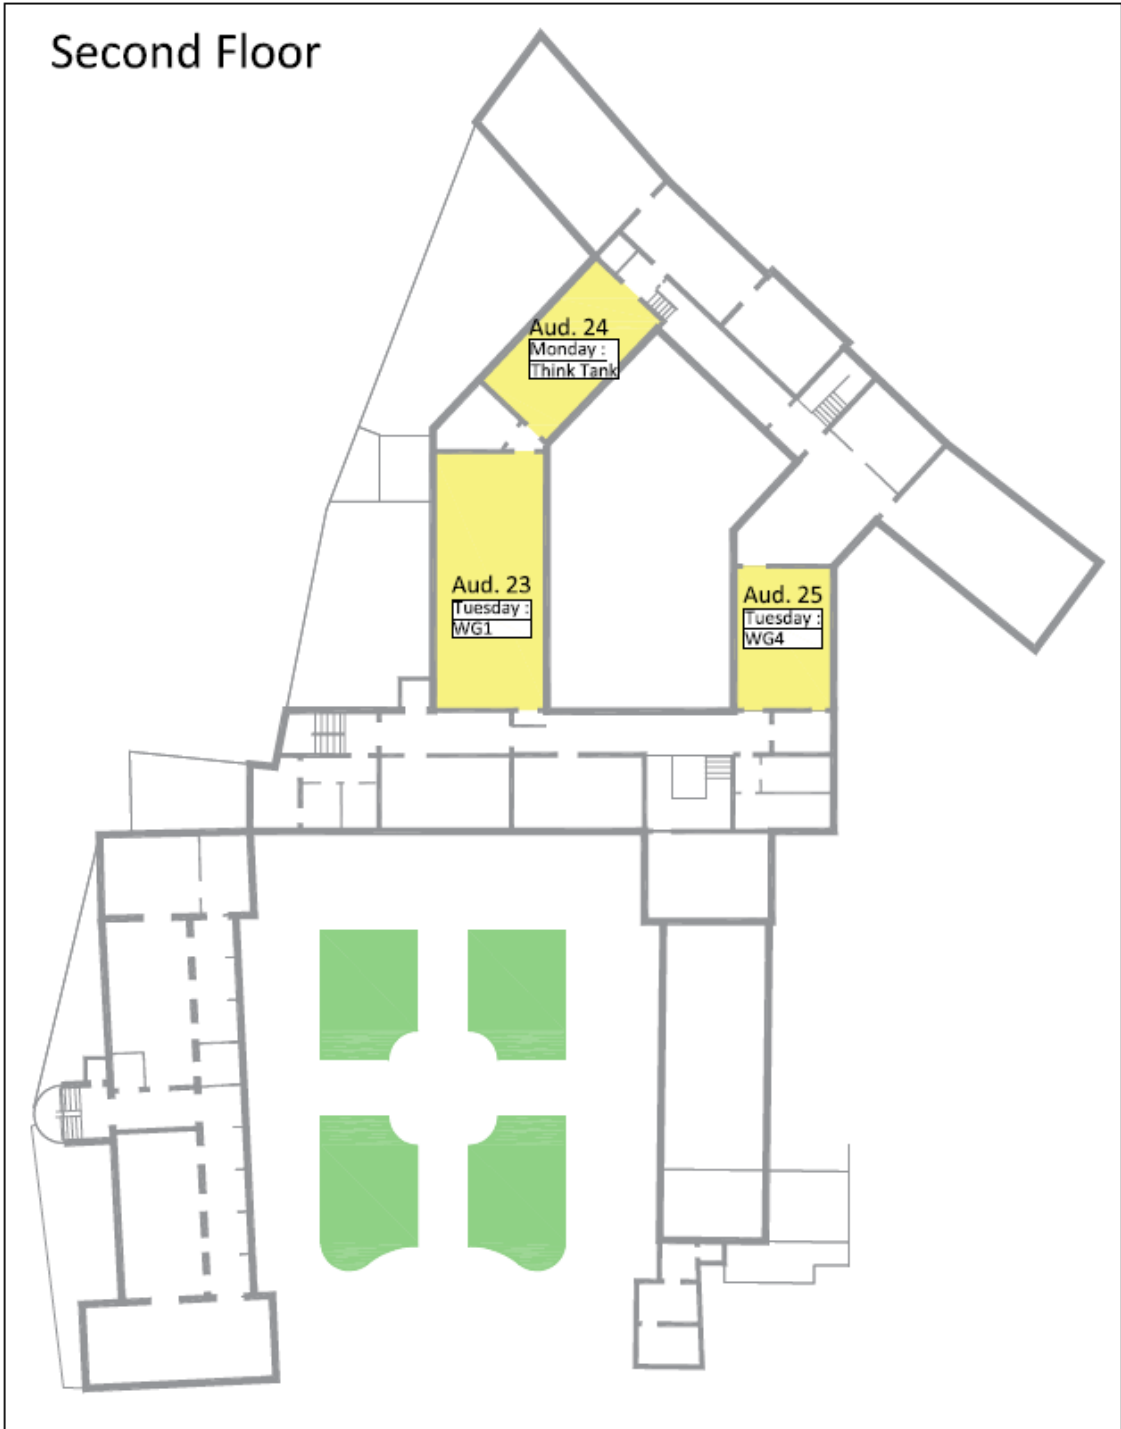 Second Floor
Aud. 24
Monday :
Think Tank
Aud. 23
Tuesday :
WG1
Aud. 25
Tuesday :
WG4